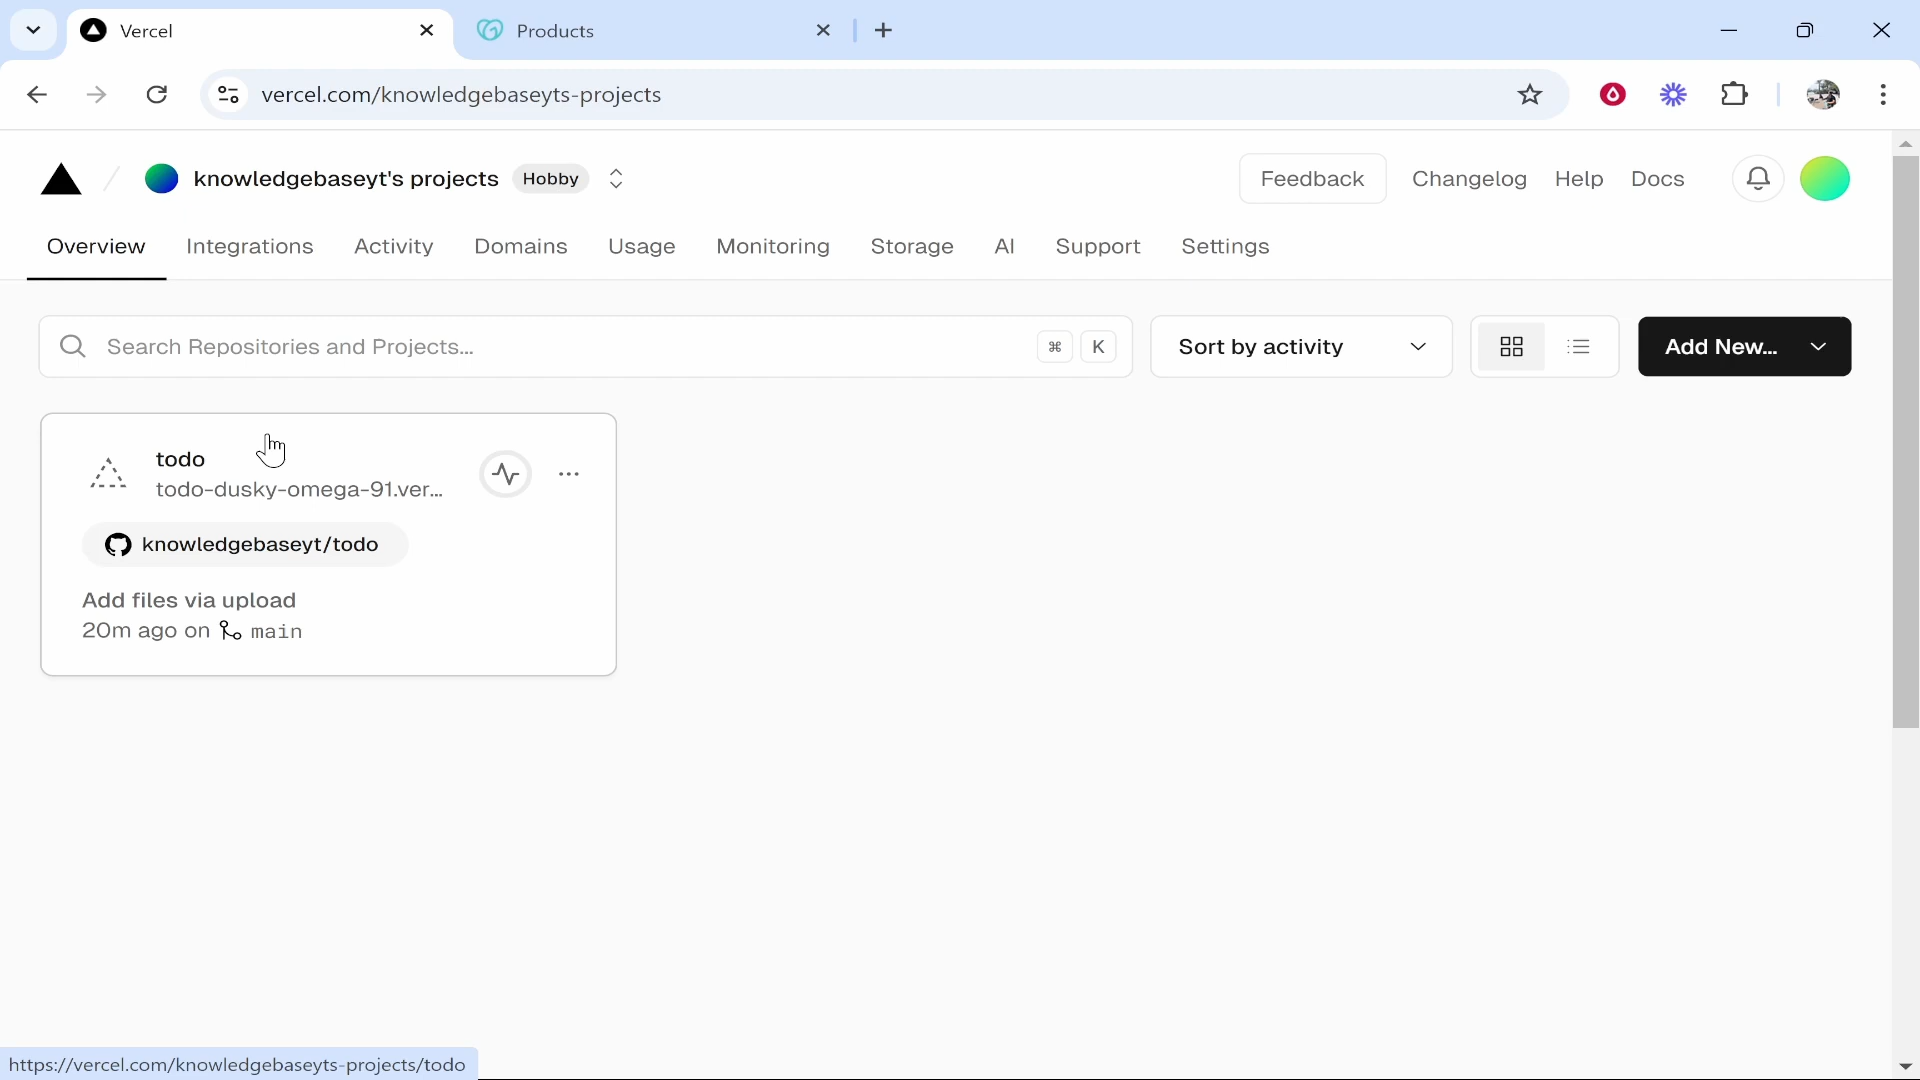 Vercel
Products
vercel.com/knowledgebaseyts-projects
knowledgebaseyt's projects Hobby
Feedback Changelog Help Docs
Overview Integrations Activity Domains Usage Monitoring Storage AI Support Settings
Search Repositories and Projects... ⌘ K
Sort by activity
Add New...
todo
todo-dusky-omega-91.ver...
knowledgebaseyt/todo
Add files via upload
20m ago on main
https://vercel.com/knowledgebaseyts-projects/todo